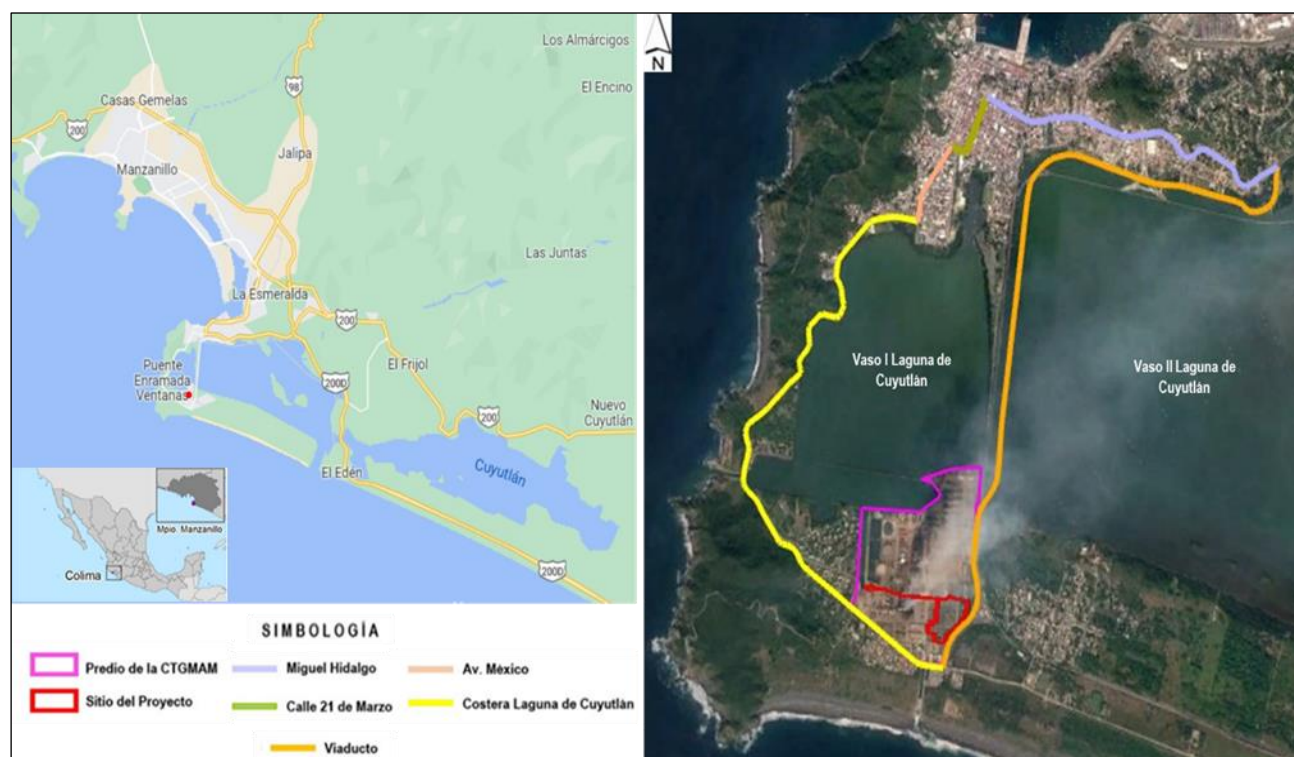 Los Almárcigos
El Encino
98
Casas Gemelas
200
Jalipa
Manzanillo
Las Juntas
La Esmeralda
200
Puente
Enramada
Ventanas
El Frijol
200D
Nuevo
Cuyutlán
200
El Edén
Cuyutlán
200D
Mpio. Manzanillo
Colima
N
Vaso I Laguna de
Cuyutlán
Vaso II Laguna de
Cuyutlán
SIMBOLOGÍA
Predio de la CTGMAM
Miguel Hidalgo
Av. México
Sitio del Proyecto
Calle 21 de Marzo
Costera Laguna de Cuyutlán
Viaducto